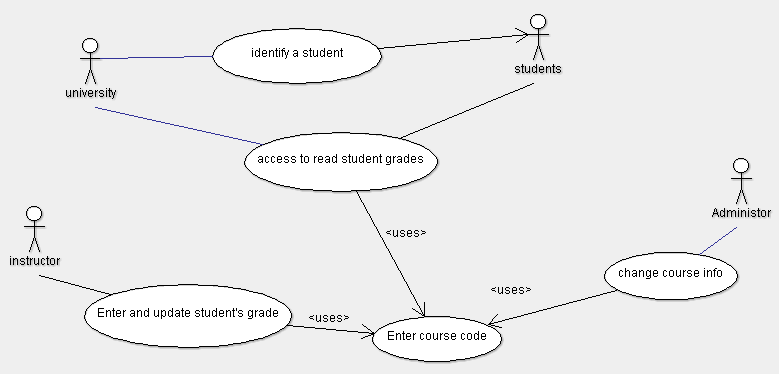 identify a student
students
university
access to read student grades
Administor
<uses>
instructor
change course info
<uses>
Enter and update student's grade
<uses>
Enter course code